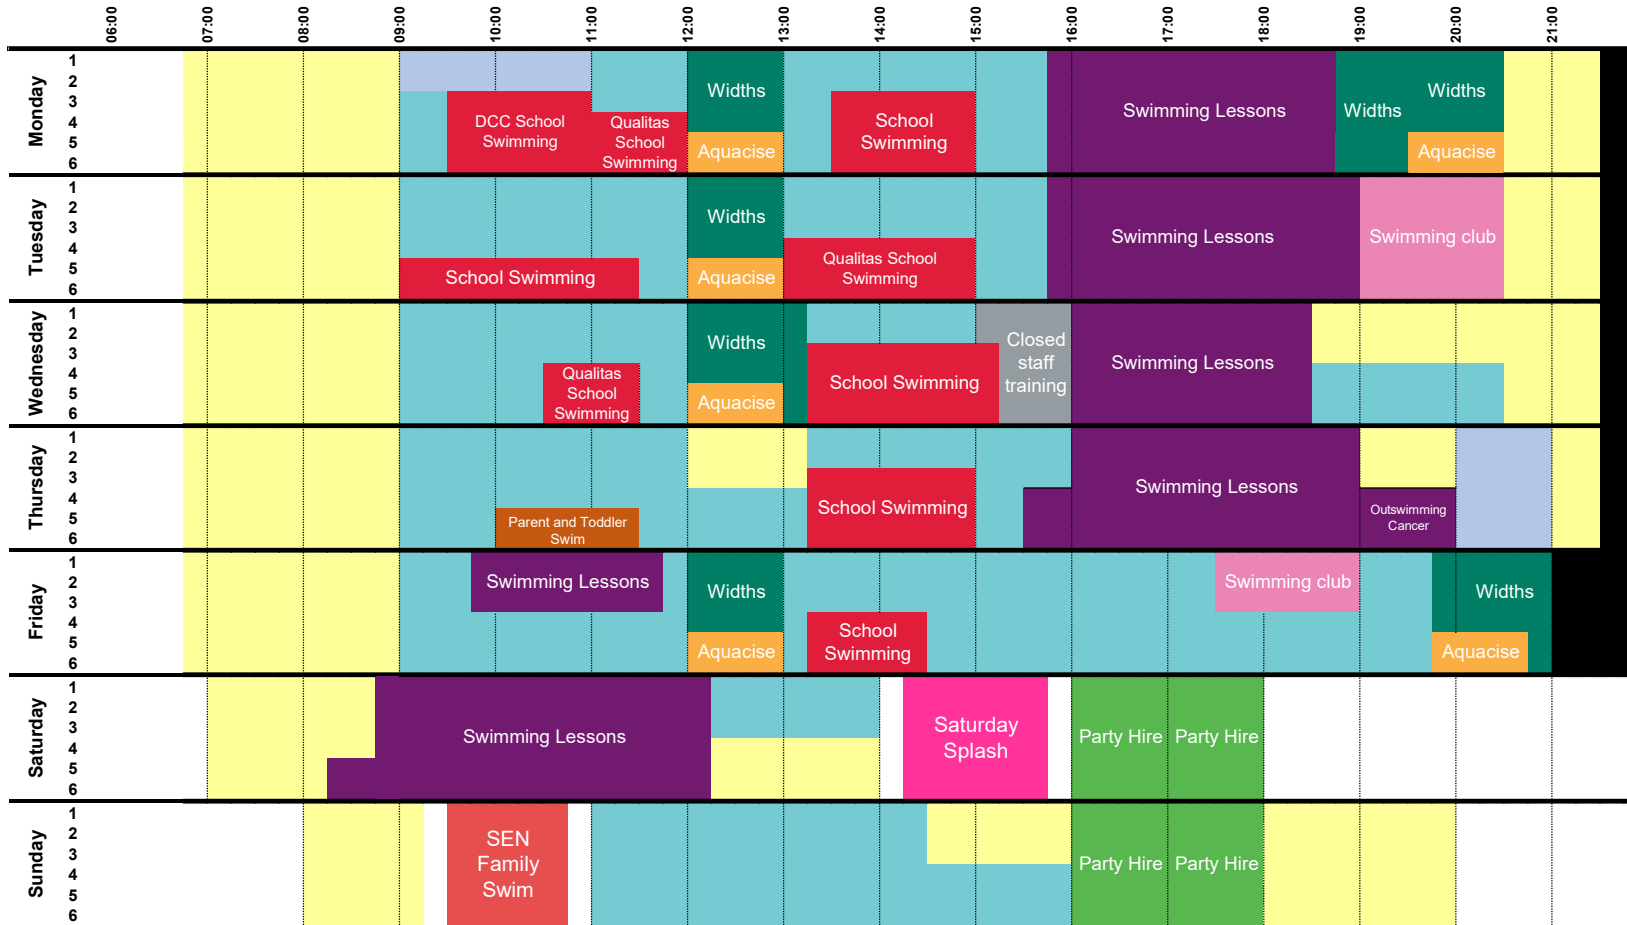 06:00 07:00 08:00 09:00 10:00 11:00 12:00 13:00 14:00 15:00 16:00 17:00 18:00 19:00 20:00 21:00
Monday
1
2
3
4
5
6
DCC School
Swimming
Qualitas
School
Swimming
Widths
Aquacise
School
Swimming
Swimming Lessons
Widths
Widths
Aquacise
Tuesday
1
2
3
4
5
6
School Swimming
Widths
Aquacise
Qualitas School
Swimming
Swimming Lessons
Swimming club
Wednesday
1
2
3
4
5
6
Qualitas
School
Swimming
Widths
Aquacise
School Swimming
Closed
staff
training
Swimming Lessons
Thursday
1
2
3
4
5
6
Parent and Toddler
Swim
School Swimming
Swimming Lessons
Outswimming
Cancer
Friday
1
2
3
4
5
6
Swimming Lessons
Widths
Aquacise
School
Swimming
Swimming club
Widths
Aquacise
Saturday
1
2
3
4
5
6
Swimming Lessons
Saturday
Splash
Party Hire
Party Hire
Sunday
1
2
3
4
5
6
SEN
Family
Swim
Party Hire
Party Hire